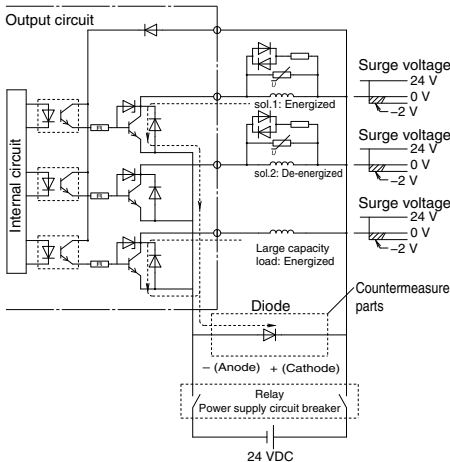 Output circuit
Internal circuit
Surge voltage
24 V
0 V
–2 V
sol.1: Energized
Surge voltage
24 V
0 V
–2 V
sol.2: De-energized
Surge voltage
24 V
0 V
–2 V
Large capacity
load: Energized
Countermeasure
parts
Diode
– (Anode) + (Cathode)
Relay
Power supply circuit breaker
24 VDC